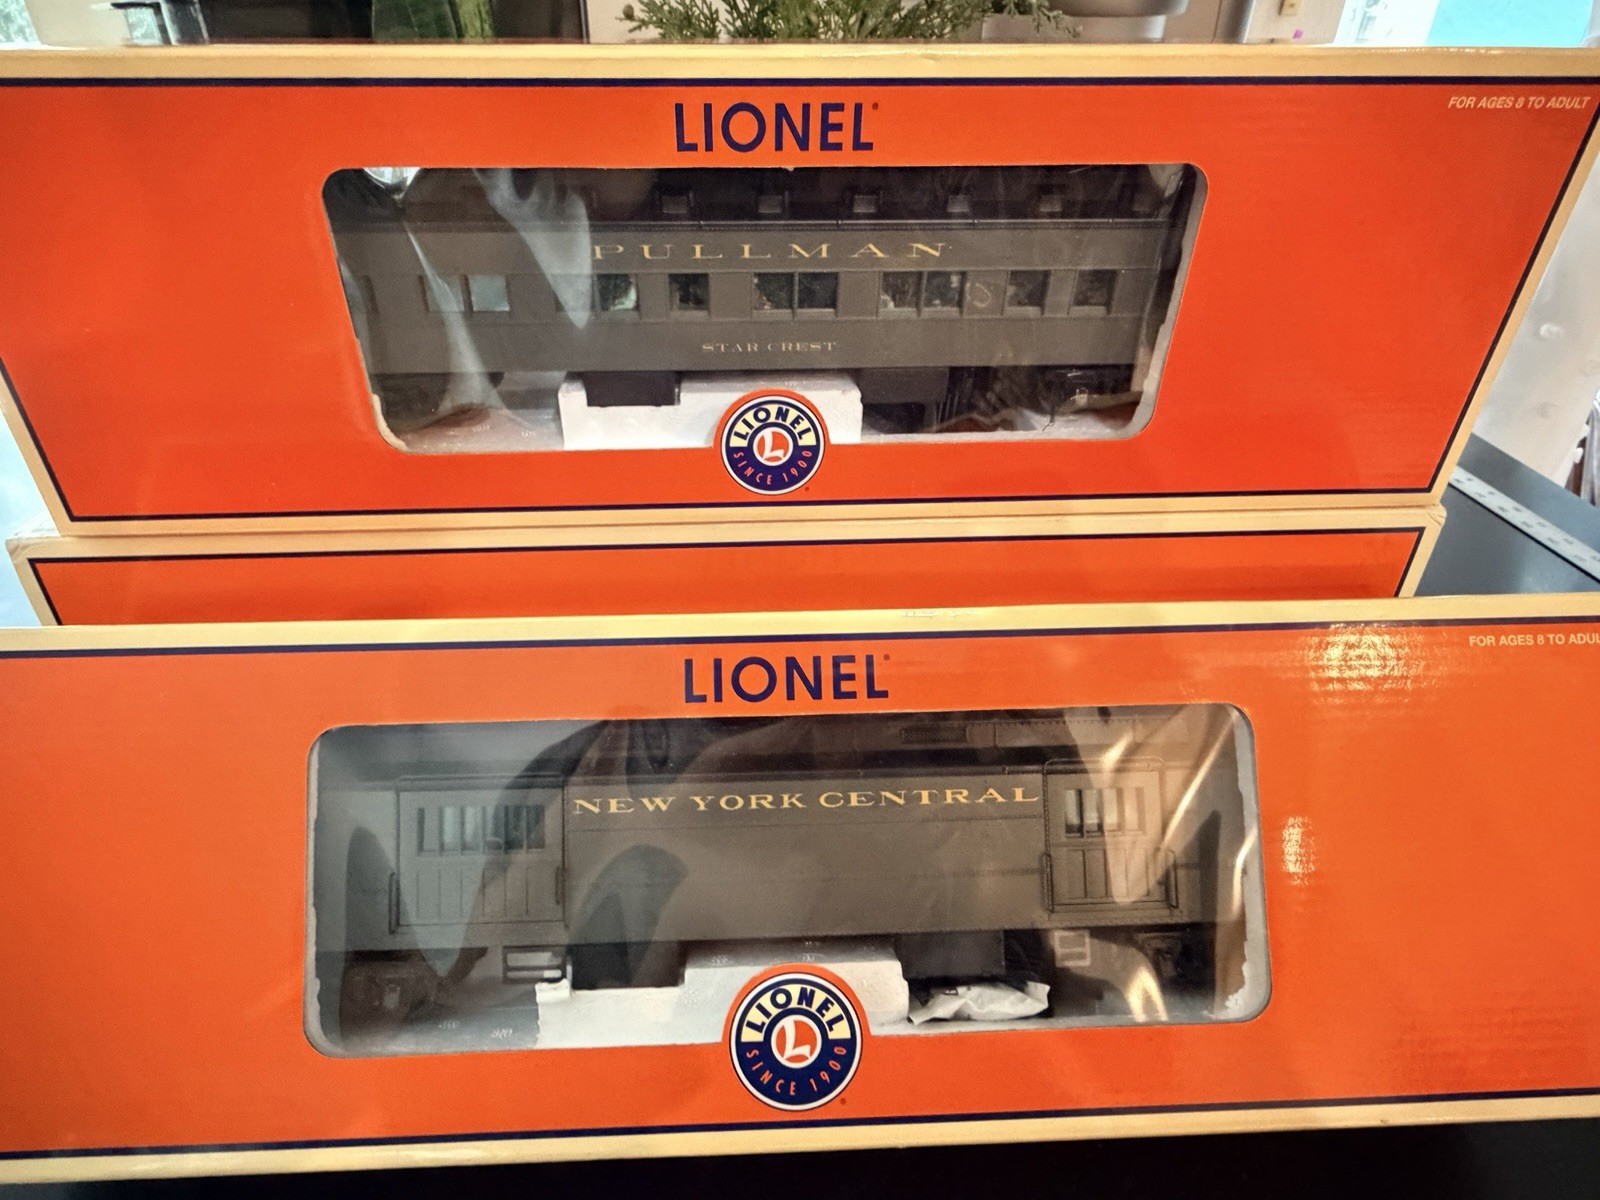 LIONEL
FOR AGES 8 TO ADULT
PULLMAN
STAR CREST
LIONEL
L
SINCE 1900
LIONEL
FOR AGES 8 TO ADUL
NEW YORK CENTRAL
LIONEL
L
SINCE 1900